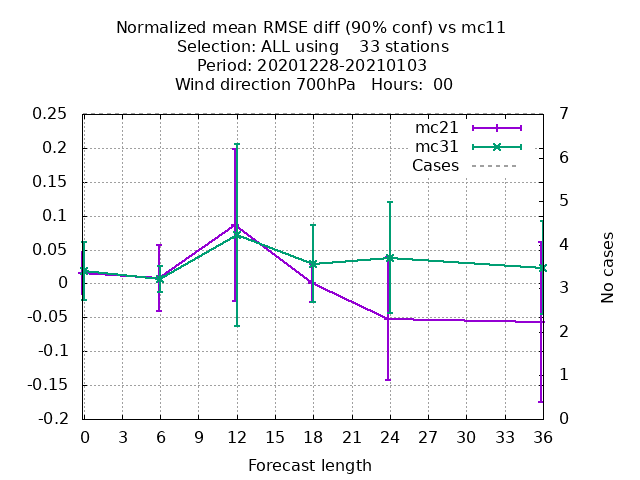 Normalized mean RMSE diff (90% conf) vs mc11
Selection: ALL using    33 stations
Period: 20201228-20210103
Wind direction 700hPa   Hours:  00
mc21
mc31
Cases
0.25
0.2
0.15
0.1
0.05
0
-0.05
-0.1
-0.15
-0.2
7
6
5
4
3
2
1
0
No cases
0 3 6 9 12 15 18 21 24 27 30 33 36
Forecast length